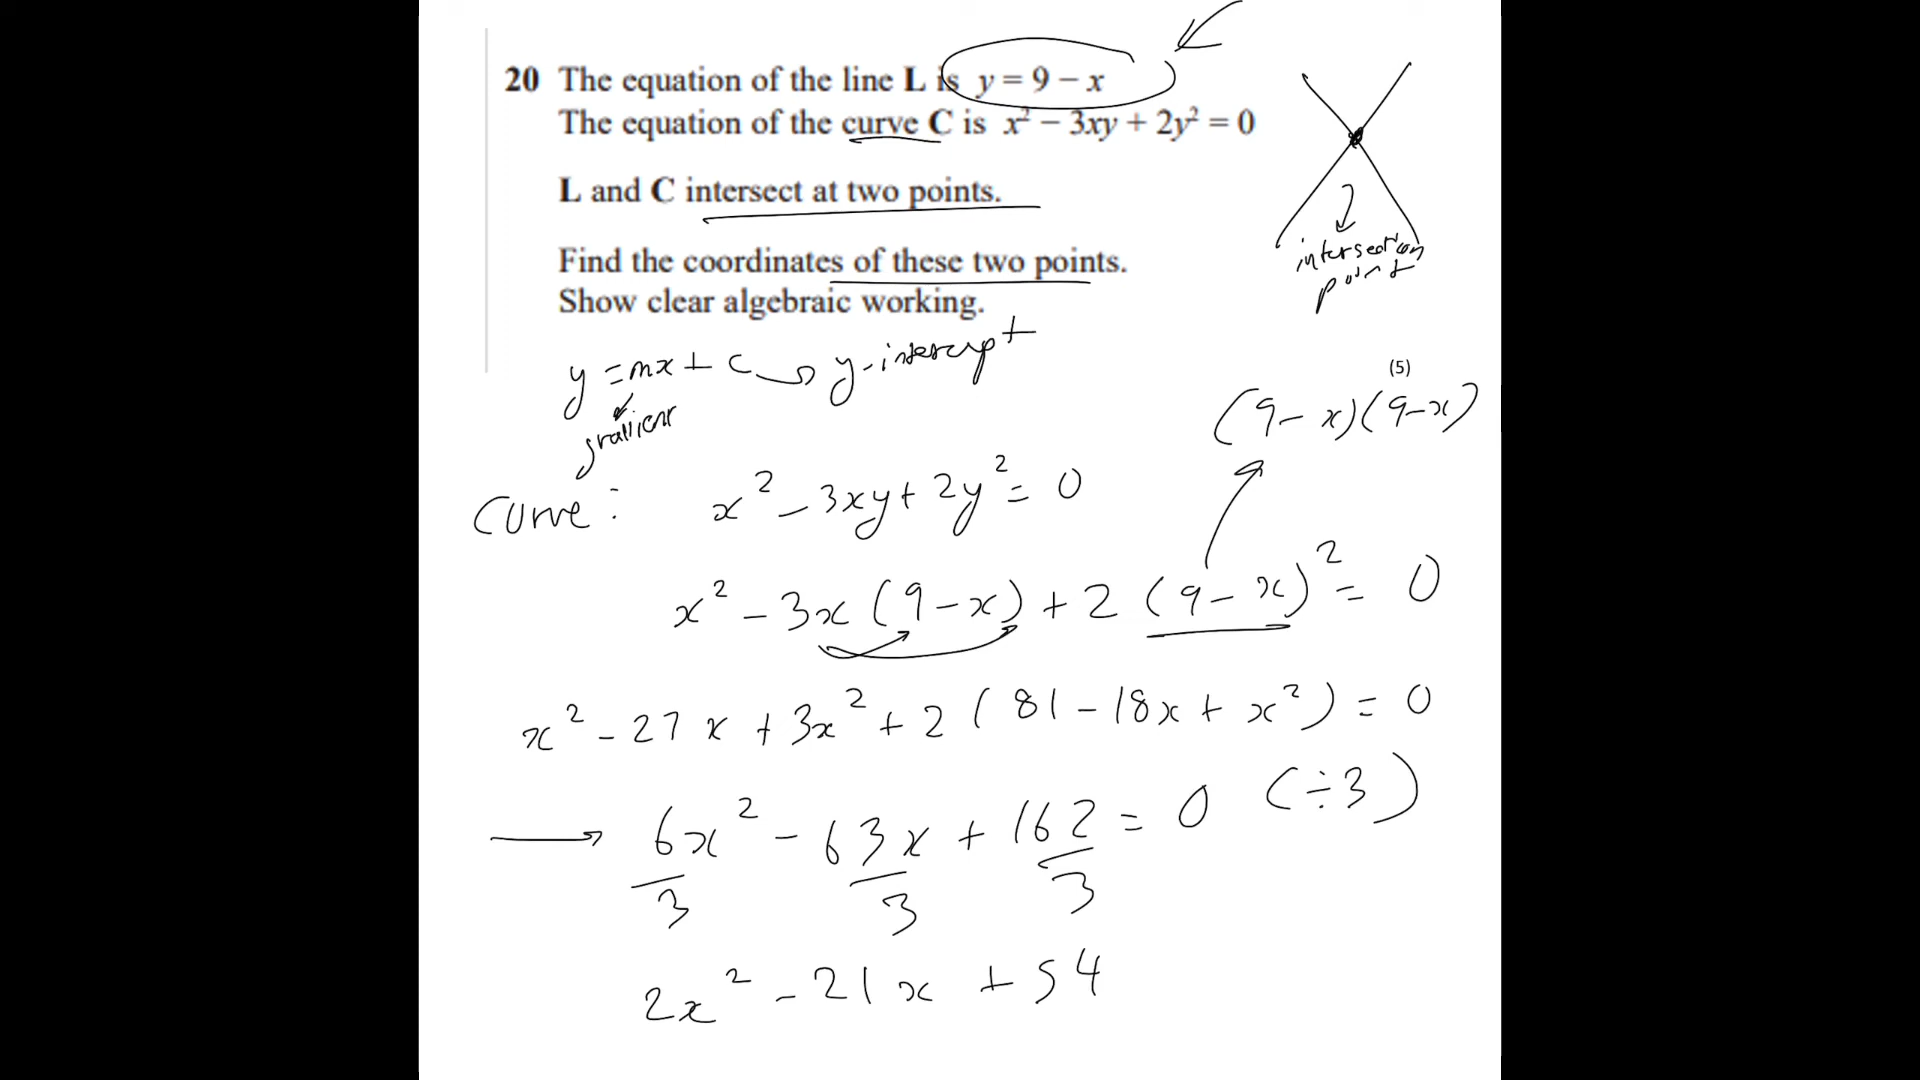 20 The equation of the line L is y = 9 − x
The equation of the curve C is x² − 3xy + 2y² = 0
L and C intersect at two points.
Find the coordinates of these two points.
Show clear algebraic working.
intersection
point
y = mx + c → y-intercept
gradient
(5)
(9 − x)(9 − x)
Curve: x² − 3xy + 2y² = 0
x² − 3x(9 − x) + 2(9 − x)² = 0
x² − 27x + 3x² + 2(81 − 18x + x²) = 0
→ 6x²/3 − 63x/3 + 162/3 = 0 (÷3)
2x² − 21x + 54